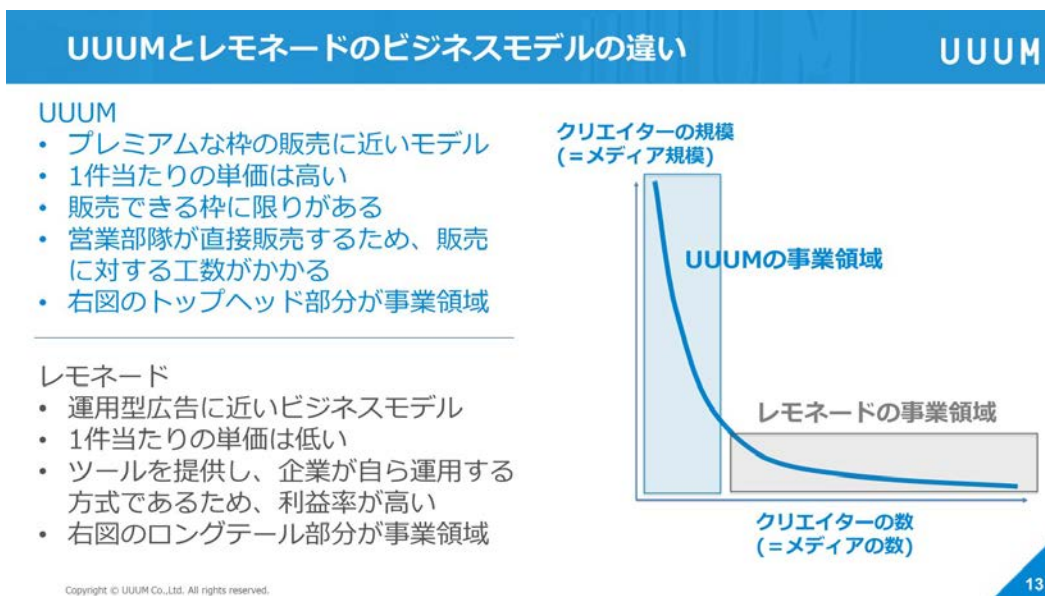 UUUMとレモネードのビジネスモデルの違い
UUUM
UUUM
• プレミアムな枠の販売に近いモデル
• 1件当たりの単価は高い
• 販売できる枠に限りがある
• 営業部隊が直接販売するため、販売
に対する工数がかかる
• 右図のトップヘッド部分が事業領域
レモネード
• 運用型広告に近いビジネスモデル
• 1件当たりの単価は低い
• ツールを提供し、企業が自ら運用する
方式であるため、利益率が高い
• 右図のロングテール部分が事業領域
クリエイターの規模
(=メディア規模)
UUUMの事業領域
レモネードの事業領域
クリエイターの数
(=メディアの数)
Copyright © UUUM Co.,Ltd. All rights reserved.
13